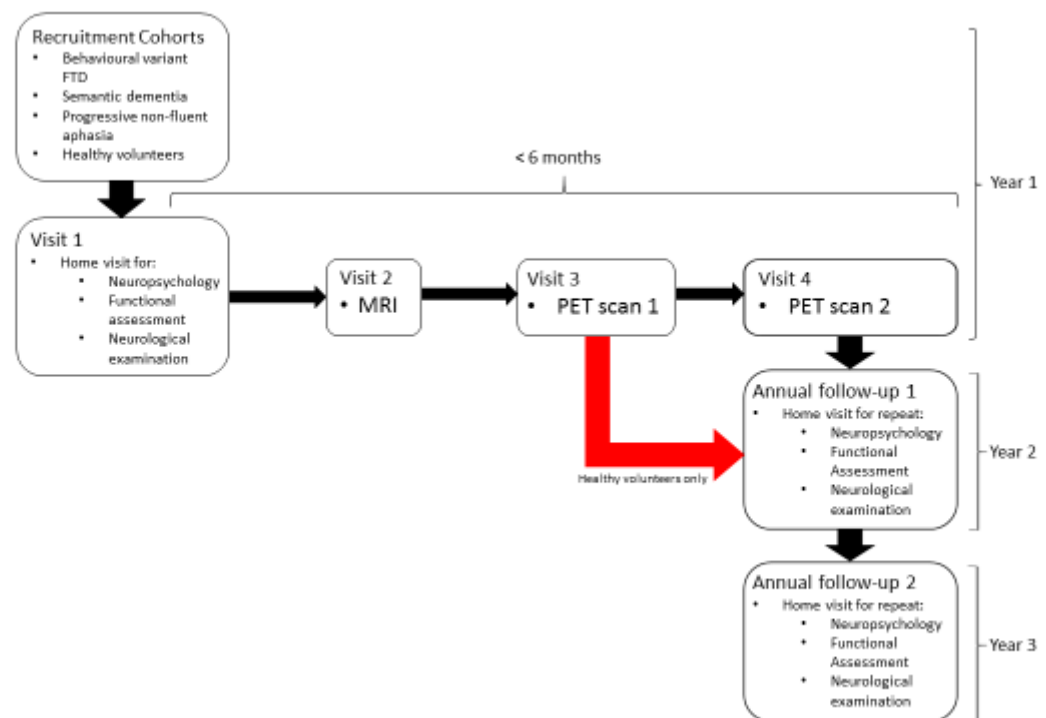 Recruitment Cohorts
• Behavioural variant
FTD
• Semantic dementia
• Progressive non-fluent
aphasia
• Healthy volunteers
< 6 months
Year 1
Visit 1
• Home visit for:
• Neuropsychology
• Functional
assessment
• Neurological
examination
Visit 2
• MRI
Visit 3
• PET scan 1
Visit 4
• PET scan 2
Healthy volunteers only
Annual follow-up 1
• Home visit for repeat:
• Neuropsychology
• Functional
Assessment
• Neurological
examination
Year 2
Annual follow-up 2
• Home visit for repeat:
• Neuropsychology
• Functional
Assessment
• Neurological
examination
Year 3